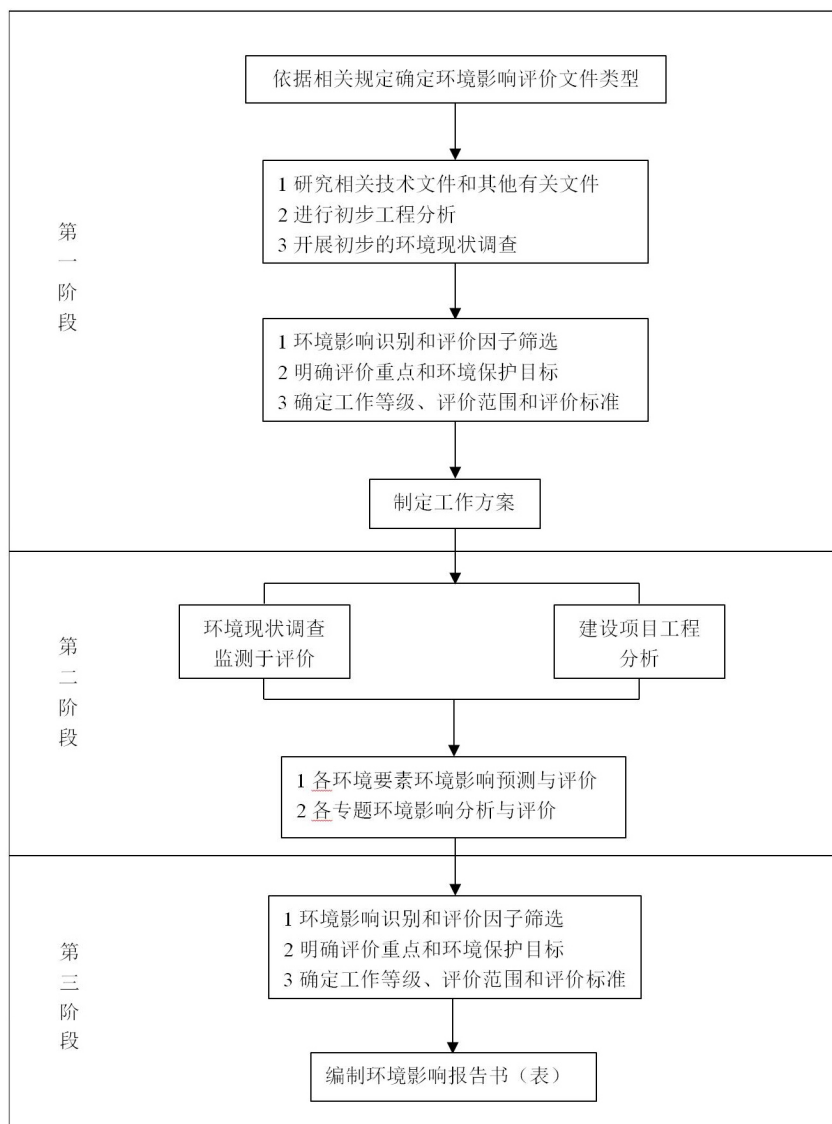 依据相关规定确定环境影响评价文件类型
1 研究相关技术文件和其他有关文件
2 进行初步工程分析
3 开展初步的环境现状调查
第一阶段
1 环境影响识别和评价因子筛选
2 明确评价重点和环境保护目标
3 确定工作等级、评价范围和评价标准
制定工作方案
第二阶段
环境现状调查
监测于评价
建设项目工程
分析
1 各环境要素环境影响预测与评价
2 各专题环境影响分析与评价
第三阶段
1 环境影响识别和评价因子筛选
2 明确评价重点和环境保护目标
3 确定工作等级、评价范围和评价标准
编制环境影响报告书（表）